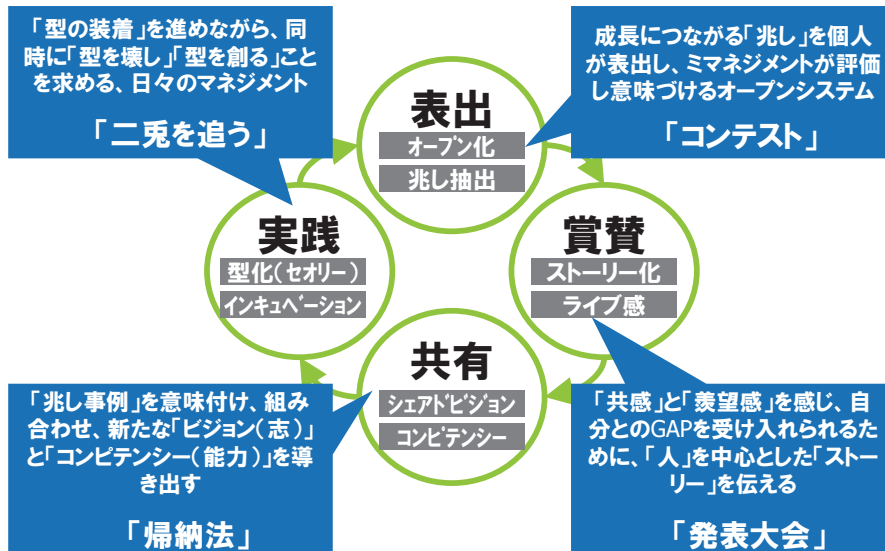 「型の装着」を進めながら、同
時に「型を壊し」「型を創る」こと
を求める、日々のマネジメント
「二兎を追う」
成長につながる「兆し」を個人
が表出し、ミマネジメントが評価
し意味づけるオープンシステム
「コンテスト」
表出
オープン化
兆し抽出
実践
型化(セオリー)
インキュベーション
賞賛
ストーリー化
ライブ感
共有
シェアドビジョン
コンピテンシー
「兆し事例」を意味付け、組み
合わせ、新たな「ビジョン(志)」
と「コンピテンシー(能力)」を導
き出す
「帰納法」
「共感」と「羨望感」を感じ、自
分とのGAPを受け入れられるた
めに、「人」を中心とした「ストー
リー」を伝える
「発表大会」